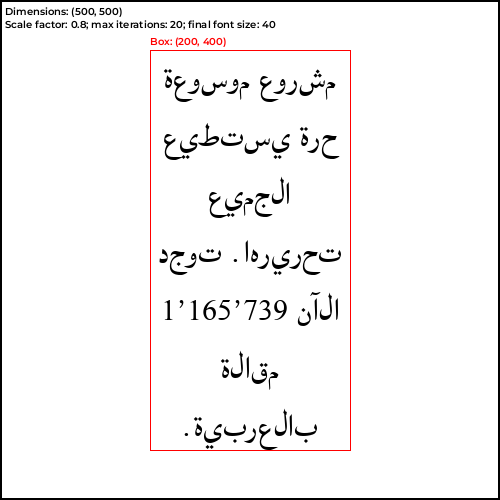 Dimensions: (500, 500)
Scale factor: 0.8; max iterations: 20; final font size: 40
Box: (200, 400)
مشروع موسوعة
حرة يستطيع
الجميع
تحريرها. توجد
الآن 1’165’739
مقالة
بالعربية.